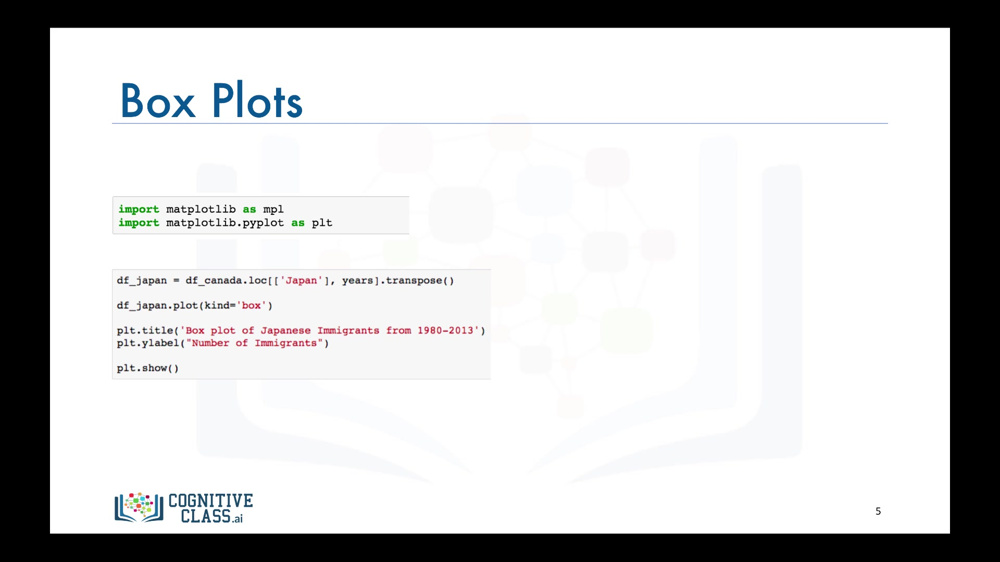 Box Plots
import matplotlib as mpl
import matplotlib.pyplot as plt
df_japan = df_canada.loc[['Japan'], years].transpose()
df_japan.plot(kind='box')
plt.title('Box plot of Japanese Immigrants from 1980-2013')
plt.ylabel("Number of Immigrants")
plt.show()
COGNITIVE
CLASS.ai
5